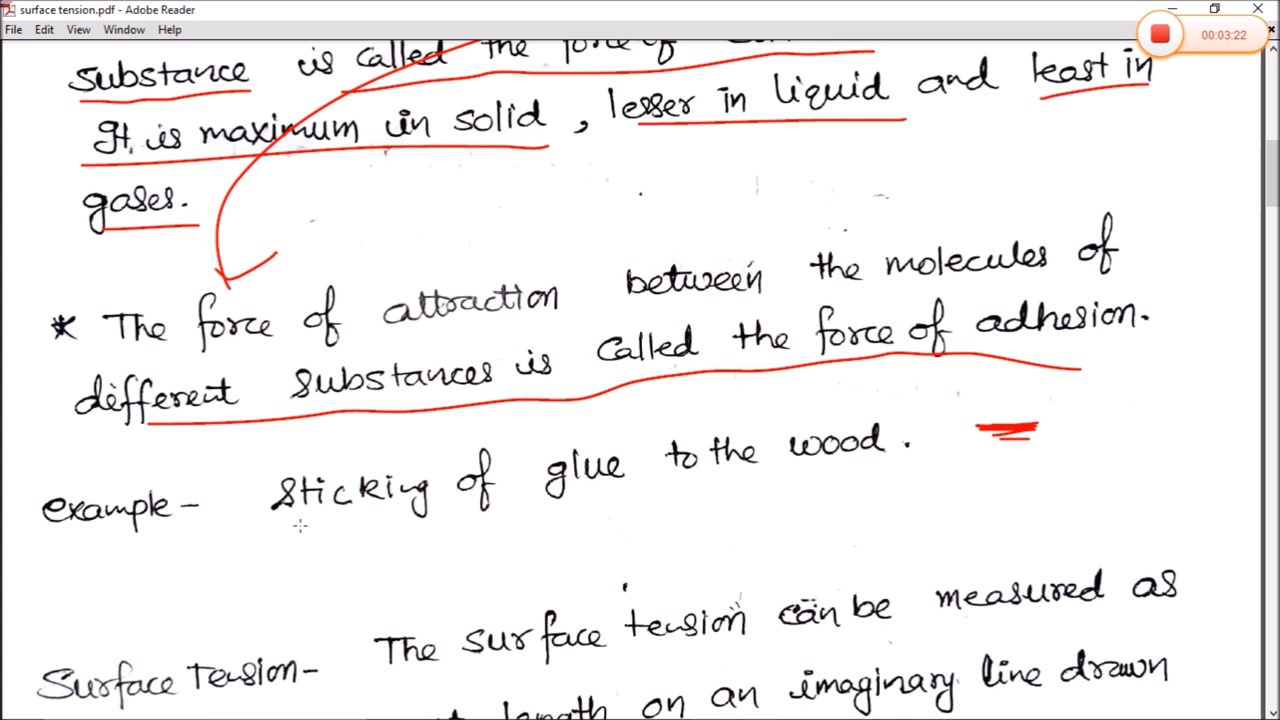 surface tension.pdf - Adobe Reader
File Edit View Window Help
00:03:22
substance is called the force of
It is maximum in solid, lesser in liquid and least in
gases.
* The force of attraction between the molecules of
different substances is called the force of adhesion.
example- Sticking of glue to the wood.
Surface Tension- The surface tension can be measured as
length on an imaginary line drawn